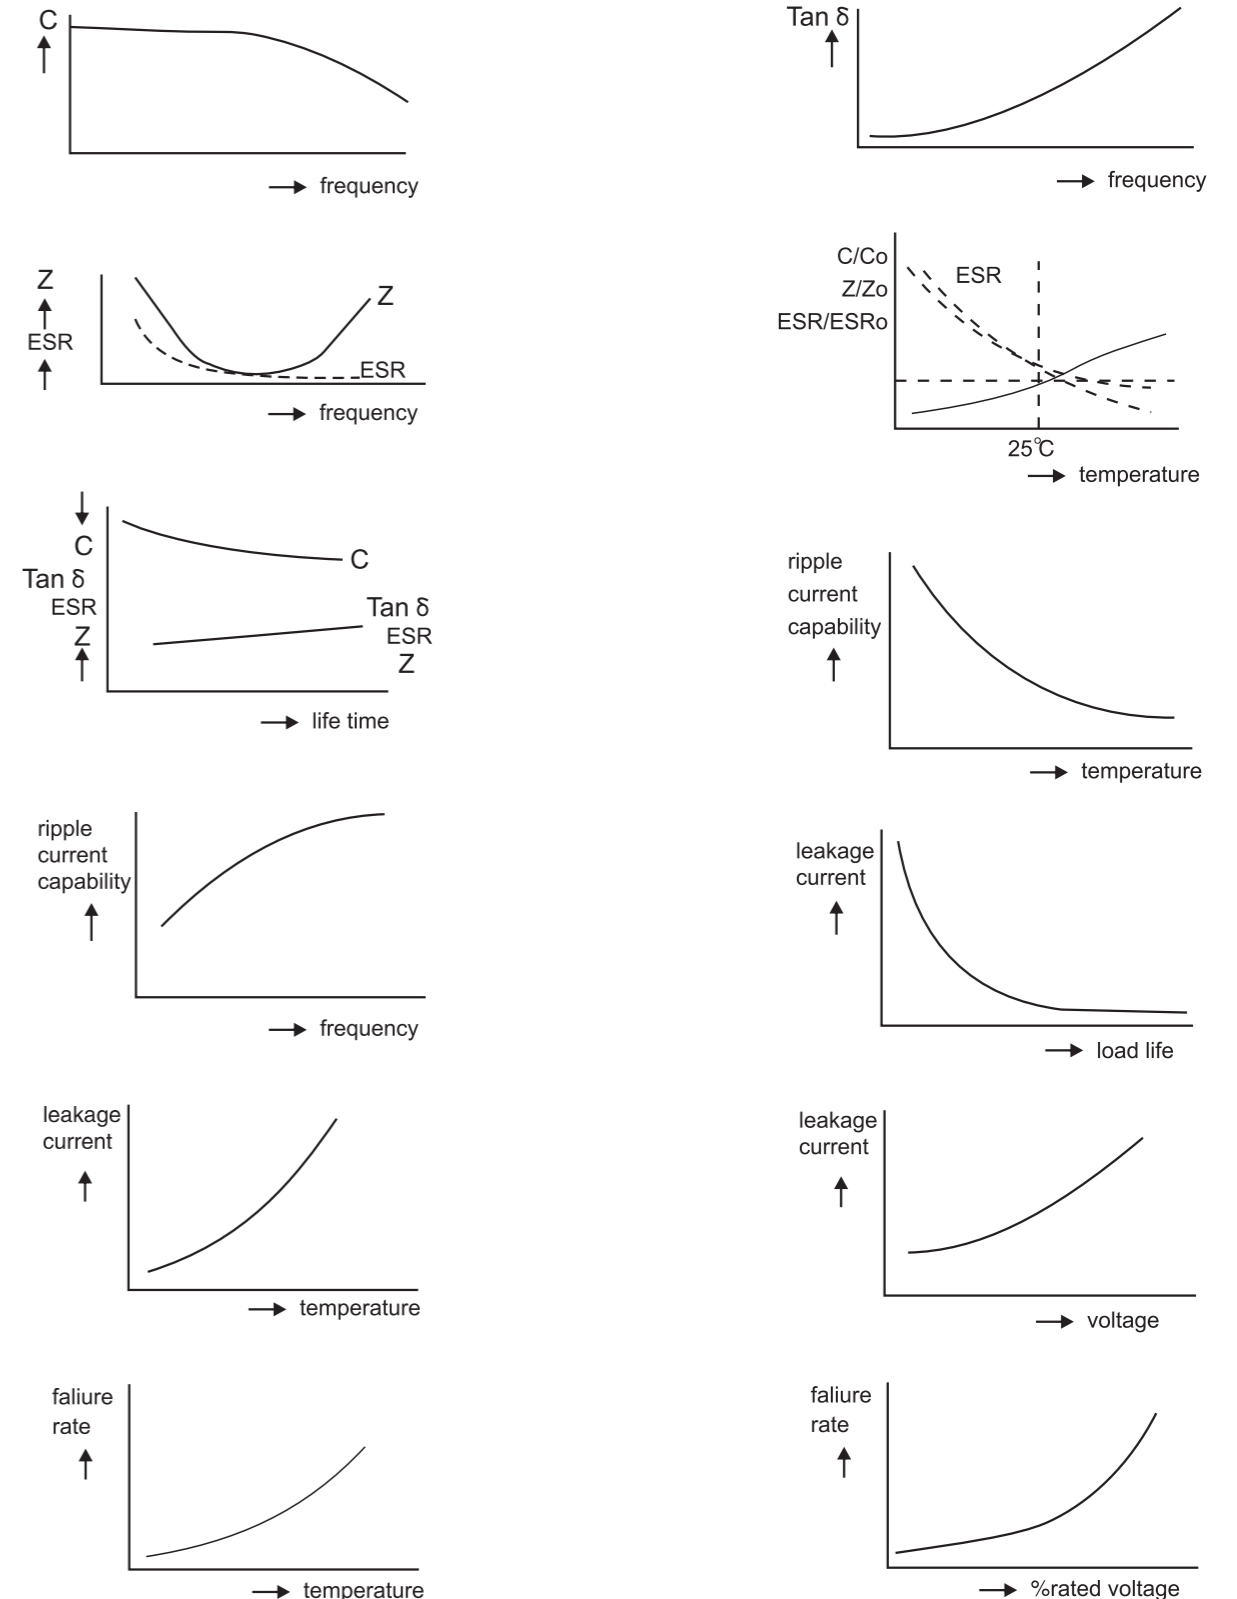 C
frequency
Tan δ
frequency
Z
ESR
Z
ESR
frequency
C/Co
Z/Zo
ESR/ESRo
ESR
25°C
temperature
C
Tan δ
ESR
Z
C
Tan δ
ESR
Z
life time
ripple
current
capability
temperature
ripple
current
capability
frequency
leakage
current
load life
leakage
current
temperature
leakage
current
voltage
faliure
rate
temperature
faliure
rate
%rated voltage